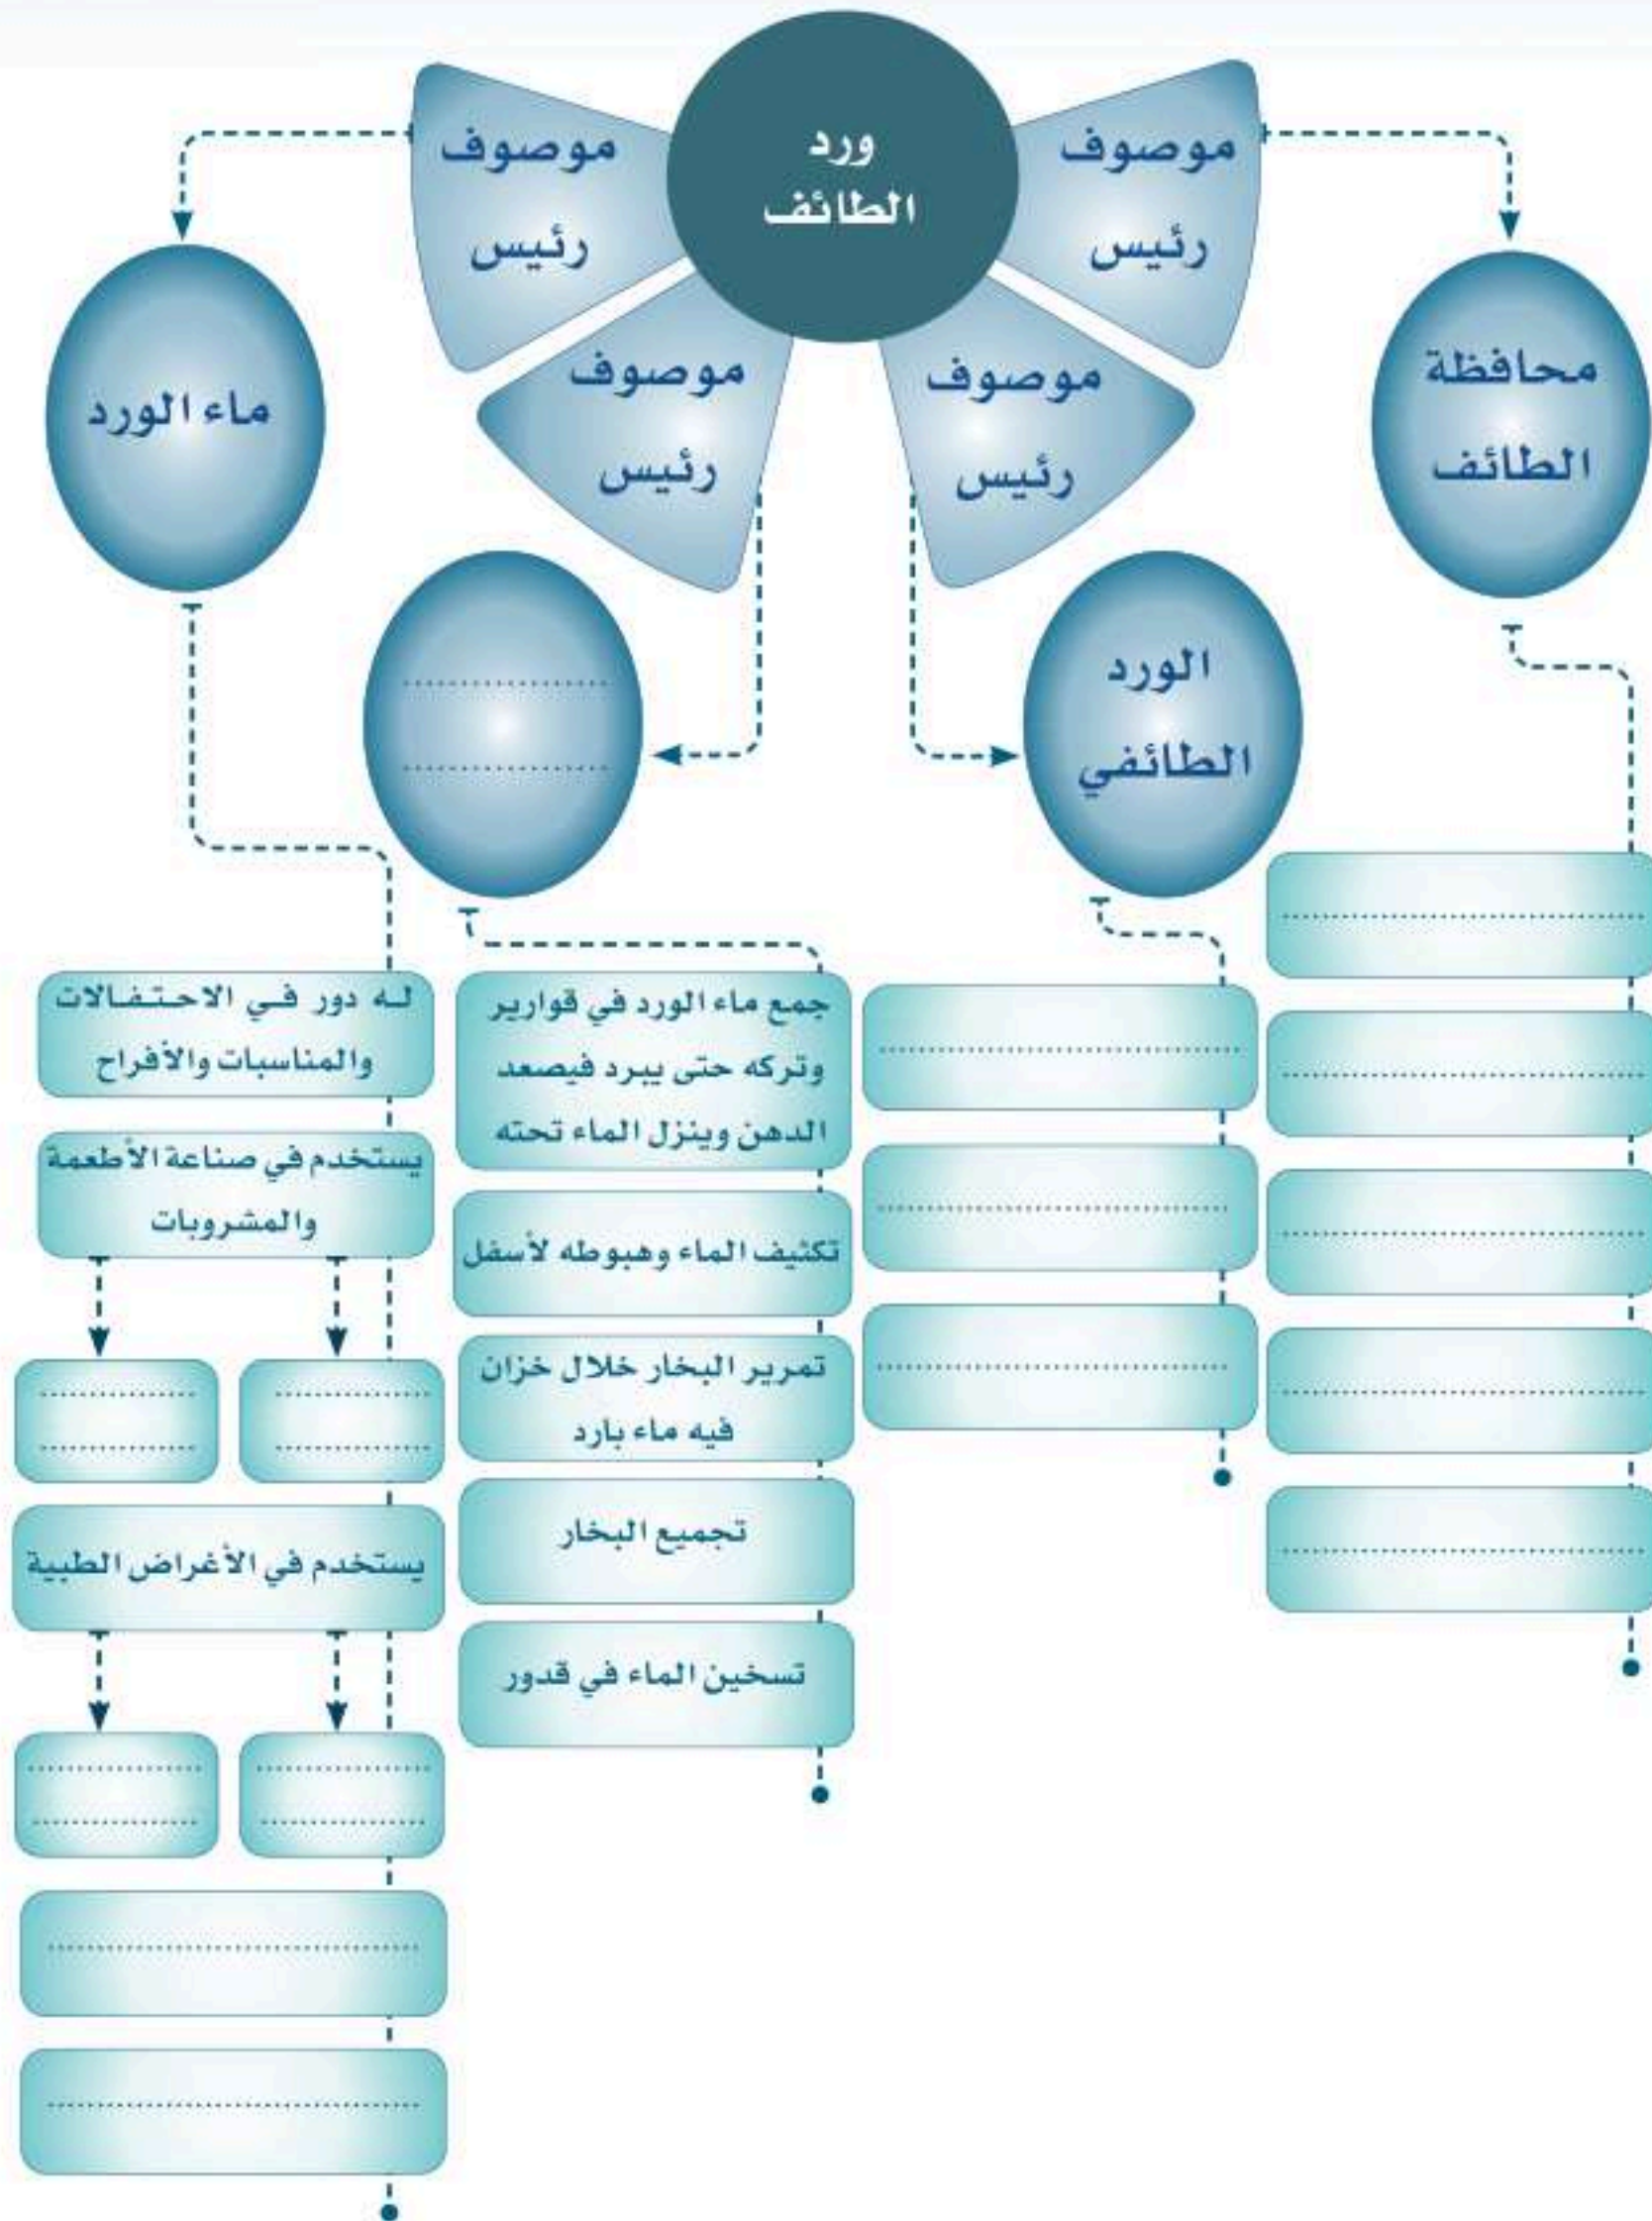 ورد
الطائف
موصوف
رئيس
موصوف
رئيس
موصوف
رئيس
موصوف
رئيس
محافظة
الطائف
الورد
الطائفي
ماء الورد
جمع ماء الورد في قوارير
وتركه حتى يبرد فيصعد
الدهن وينزل الماء تحته
تكثيف الماء وهبوطه لأسفل
تمرير البخار خلال خزان
فيه ماء بارد
تجميع البخار
تسخين الماء في قدور
له دور في الاحتفالات
والمناسبات والأفراح
يستخدم في صناعة الأطعمة
والمشروبات
يستخدم في الأغراض الطبية